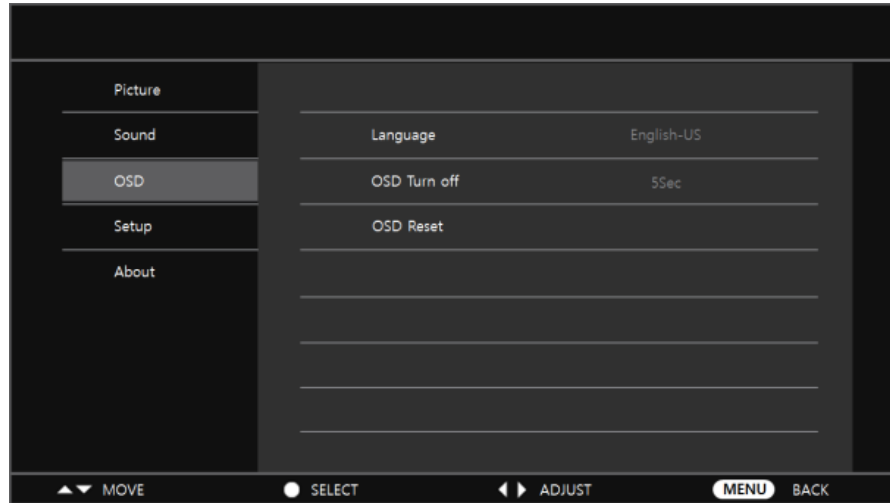 Picture
Sound
Language English-US
OSD
OSD Turn off 5Sec
Setup
OSD Reset
About
MOVE SELECT ADJUST MENU BACK